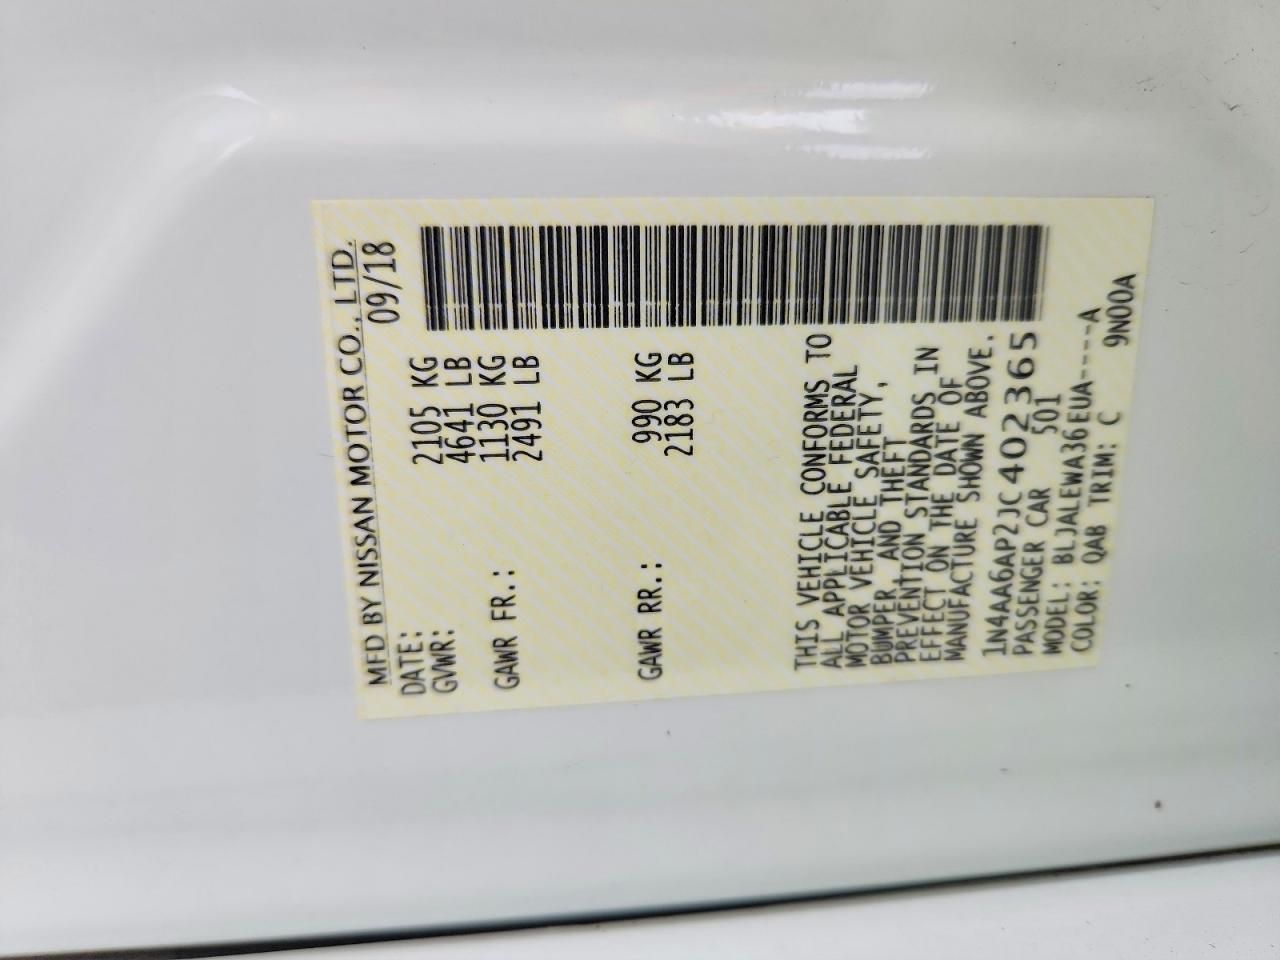 MFD BY NISSAN MOTOR CO., LTD.
DATE: 09/18
GVWR: 2105 KG
4641 LB
GAWR FR.: 1130 KG
2491 LB
GAWR RR.: 990 KG
2183 LB
THIS VEHICLE CONFORMS TO
ALL APPLICABLE FEDERAL
MOTOR VEHICLE SAFETY,
BUMPER AND THEFT
PREVENTION STANDARDS IN
EFFECT ON THE DATE OF
MANUFACTURE SHOWN ABOVE.
1N4AA6AP2JC402365
PASSENGER CAR 501
MODEL: BLJALEWA36EUA----A
COLOR: QAB TRIM: C 9N00A